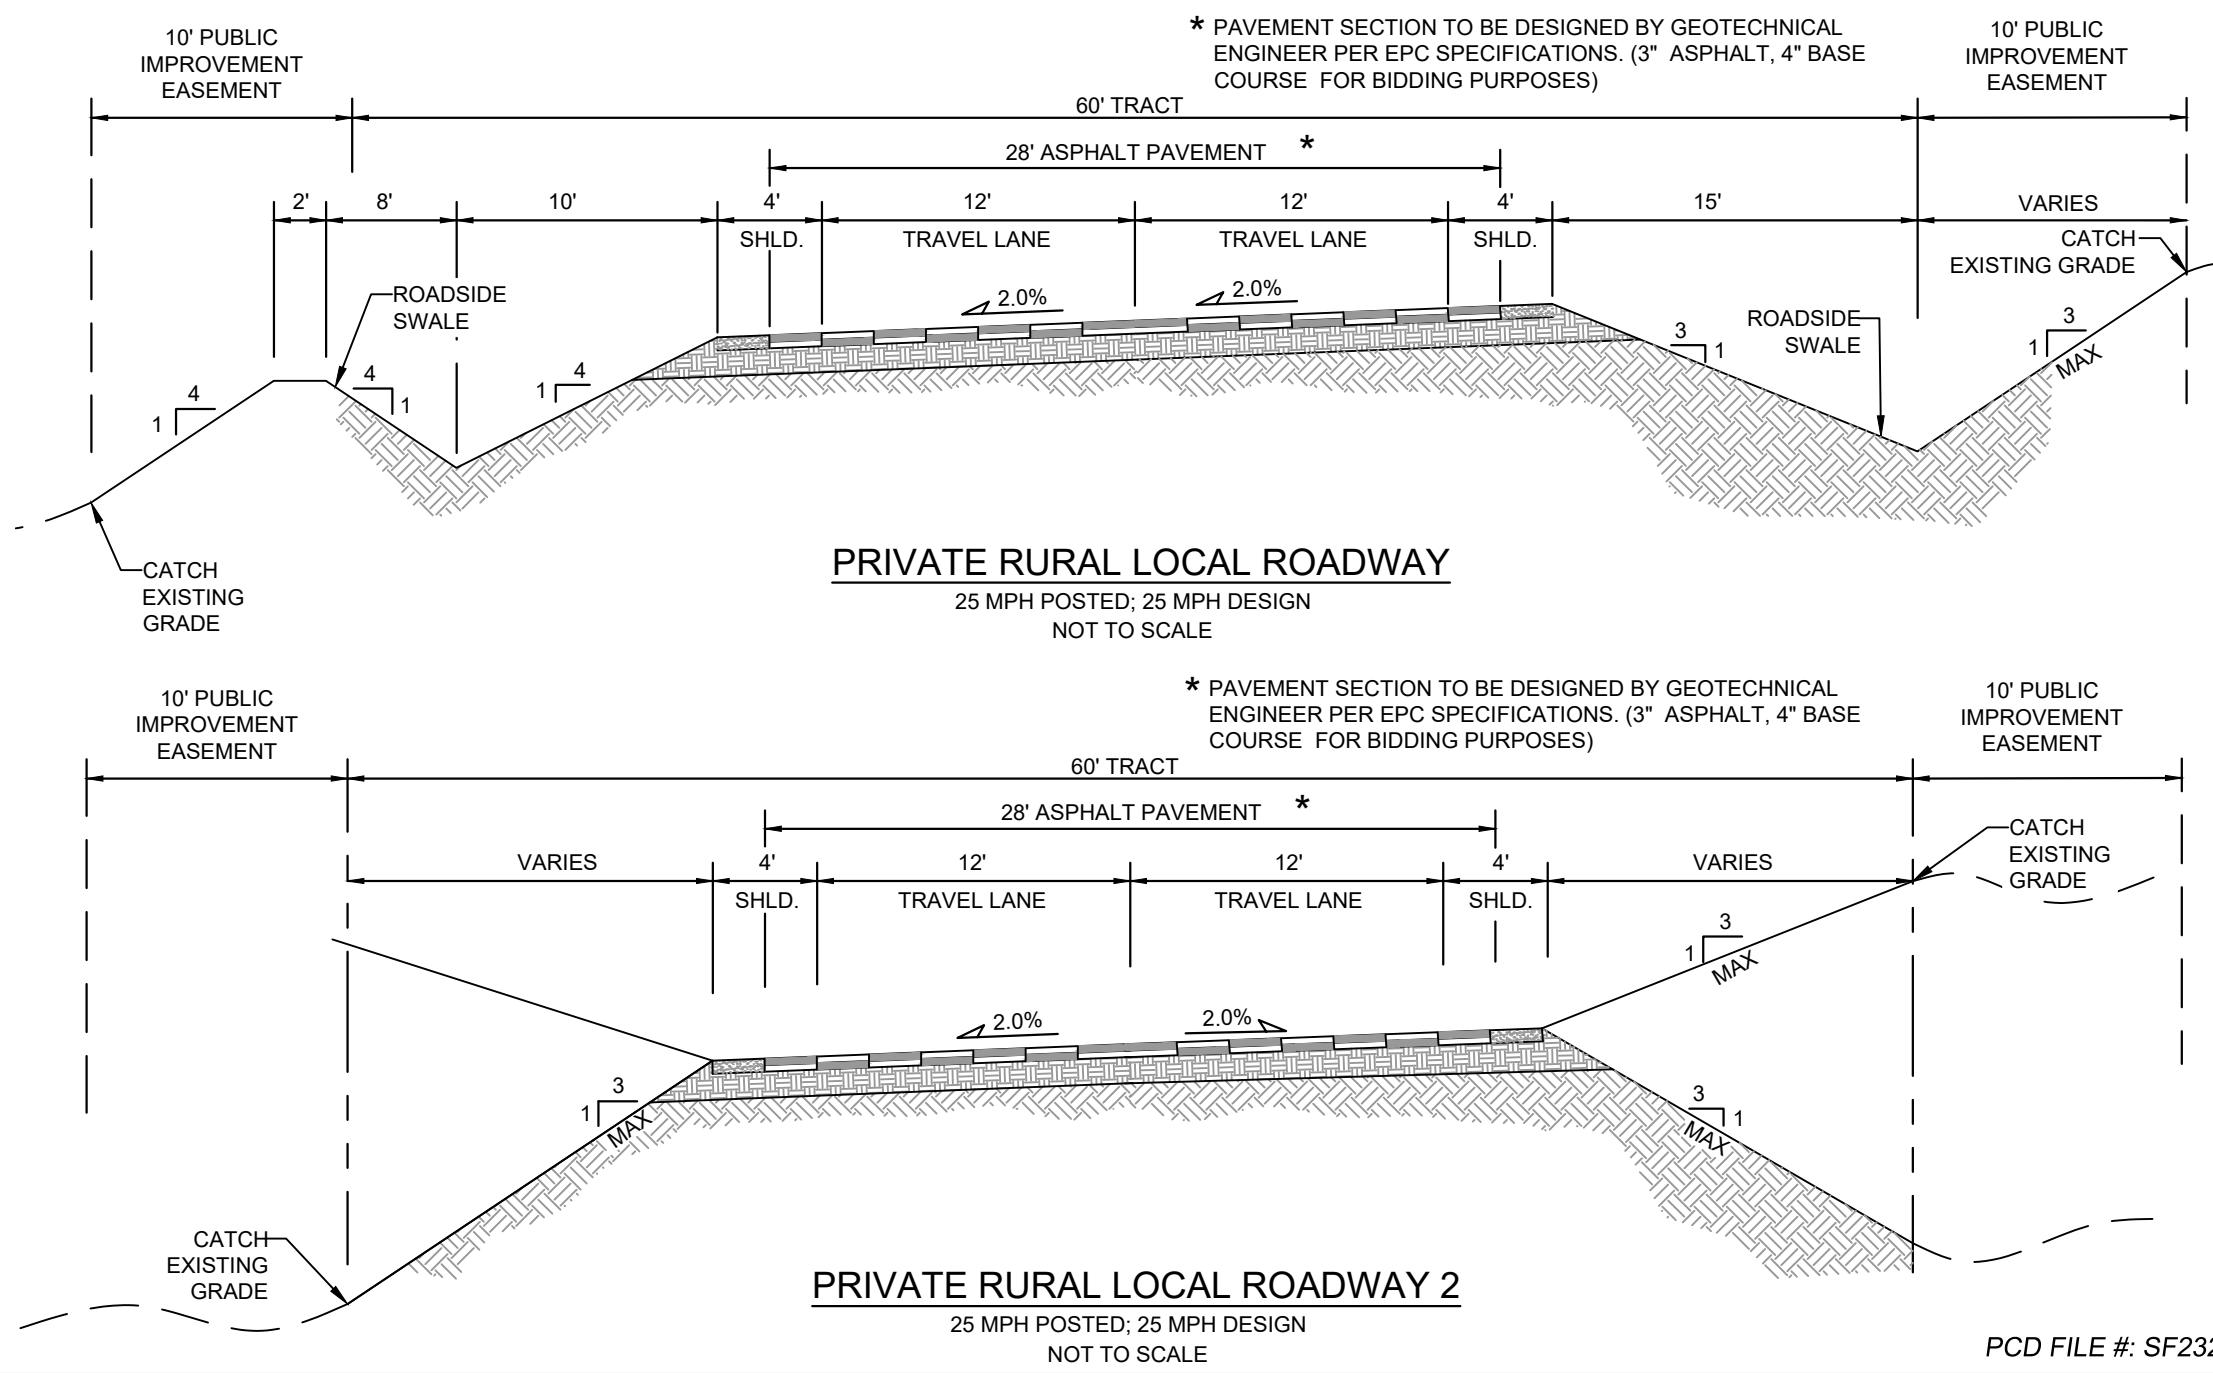 10' PUBLIC
IMPROVEMENT
EASEMENT
* PAVEMENT SECTION TO BE DESIGNED BY GEOTECHNICAL
ENGINEER PER EPC SPECIFICATIONS. (3" ASPHALT, 4" BASE
COURSE FOR BIDDING PURPOSES)
10' PUBLIC
IMPROVEMENT
EASEMENT
60' TRACT
28' ASPHALT PAVEMENT *
2' 8' 10' 4' 12' 12' 4' 15' VARIES
SHLD. TRAVEL LANE TRAVEL LANE SHLD.
CATCH
EXISTING GRADE
ROADSIDE
SWALE
2.0% 2.0%
ROADSIDE
SWALE
3
1
3
1
MAX
4
1
4
1
4
1
CATCH
EXISTING
GRADE
PRIVATE RURAL LOCAL ROADWAY
25 MPH POSTED; 25 MPH DESIGN
NOT TO SCALE
10' PUBLIC
IMPROVEMENT
EASEMENT
* PAVEMENT SECTION TO BE DESIGNED BY GEOTECHNICAL
ENGINEER PER EPC SPECIFICATIONS. (3" ASPHALT, 4" BASE
COURSE FOR BIDDING PURPOSES)
10' PUBLIC
IMPROVEMENT
EASEMENT
60' TRACT
28' ASPHALT PAVEMENT *
VARIES 4' 12' 12' 4' VARIES
SHLD. TRAVEL LANE TRAVEL LANE SHLD.
CATCH
EXISTING
GRADE
3
1
MAX
2.0% 2.0%
3
1
MAX
3
1
MAX
CATCH
EXISTING
GRADE
PRIVATE RURAL LOCAL ROADWAY 2
25 MPH POSTED; 25 MPH DESIGN
NOT TO SCALE
PCD FILE #: SF232